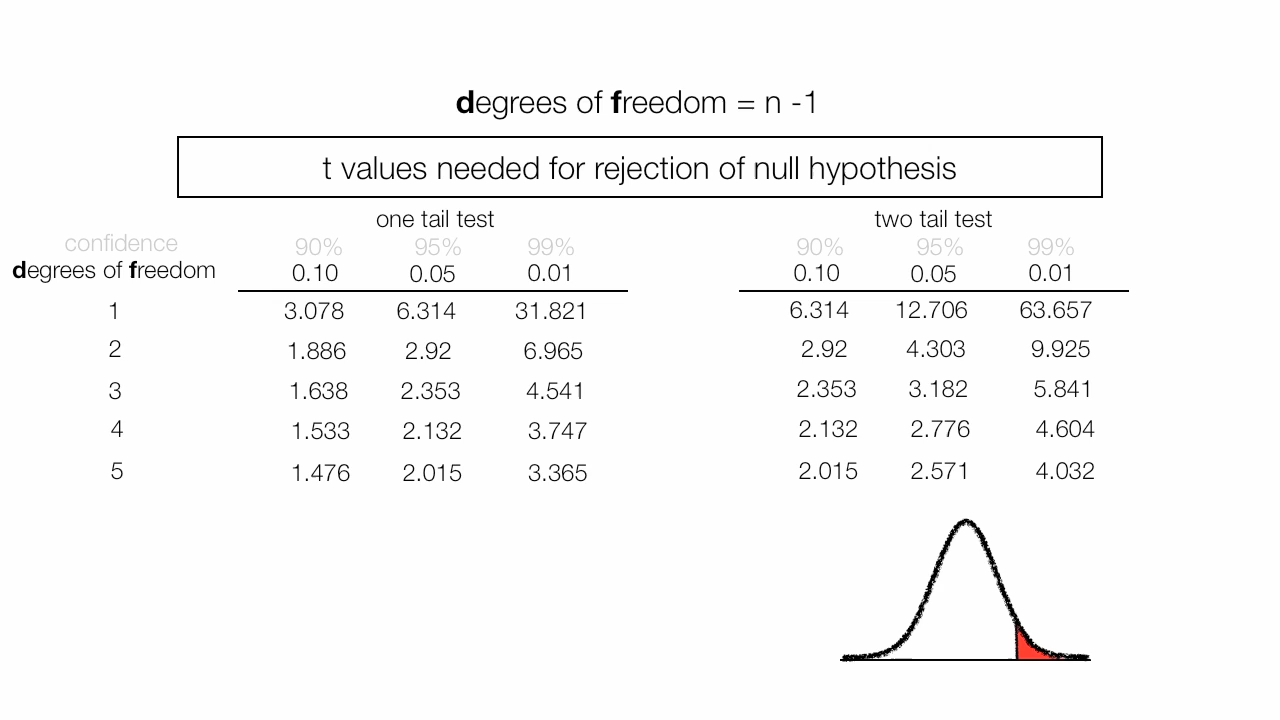 degrees of freedom = n -1
t values needed for rejection of null hypothesis
one tail test two tail test
confidence 90% 95% 99% 90% 95% 99%
degrees of freedom 0.10 0.05 0.01 0.10 0.05 0.01
1 3.078 6.314 31.821 6.314 12.706 63.657
2 1.886 2.92 6.965 2.92 4.303 9.925
3 1.638 2.353 4.541 2.353 3.182 5.841
4 1.533 2.132 3.747 2.132 2.776 4.604
5 1.476 2.015 3.365 2.015 2.571 4.032